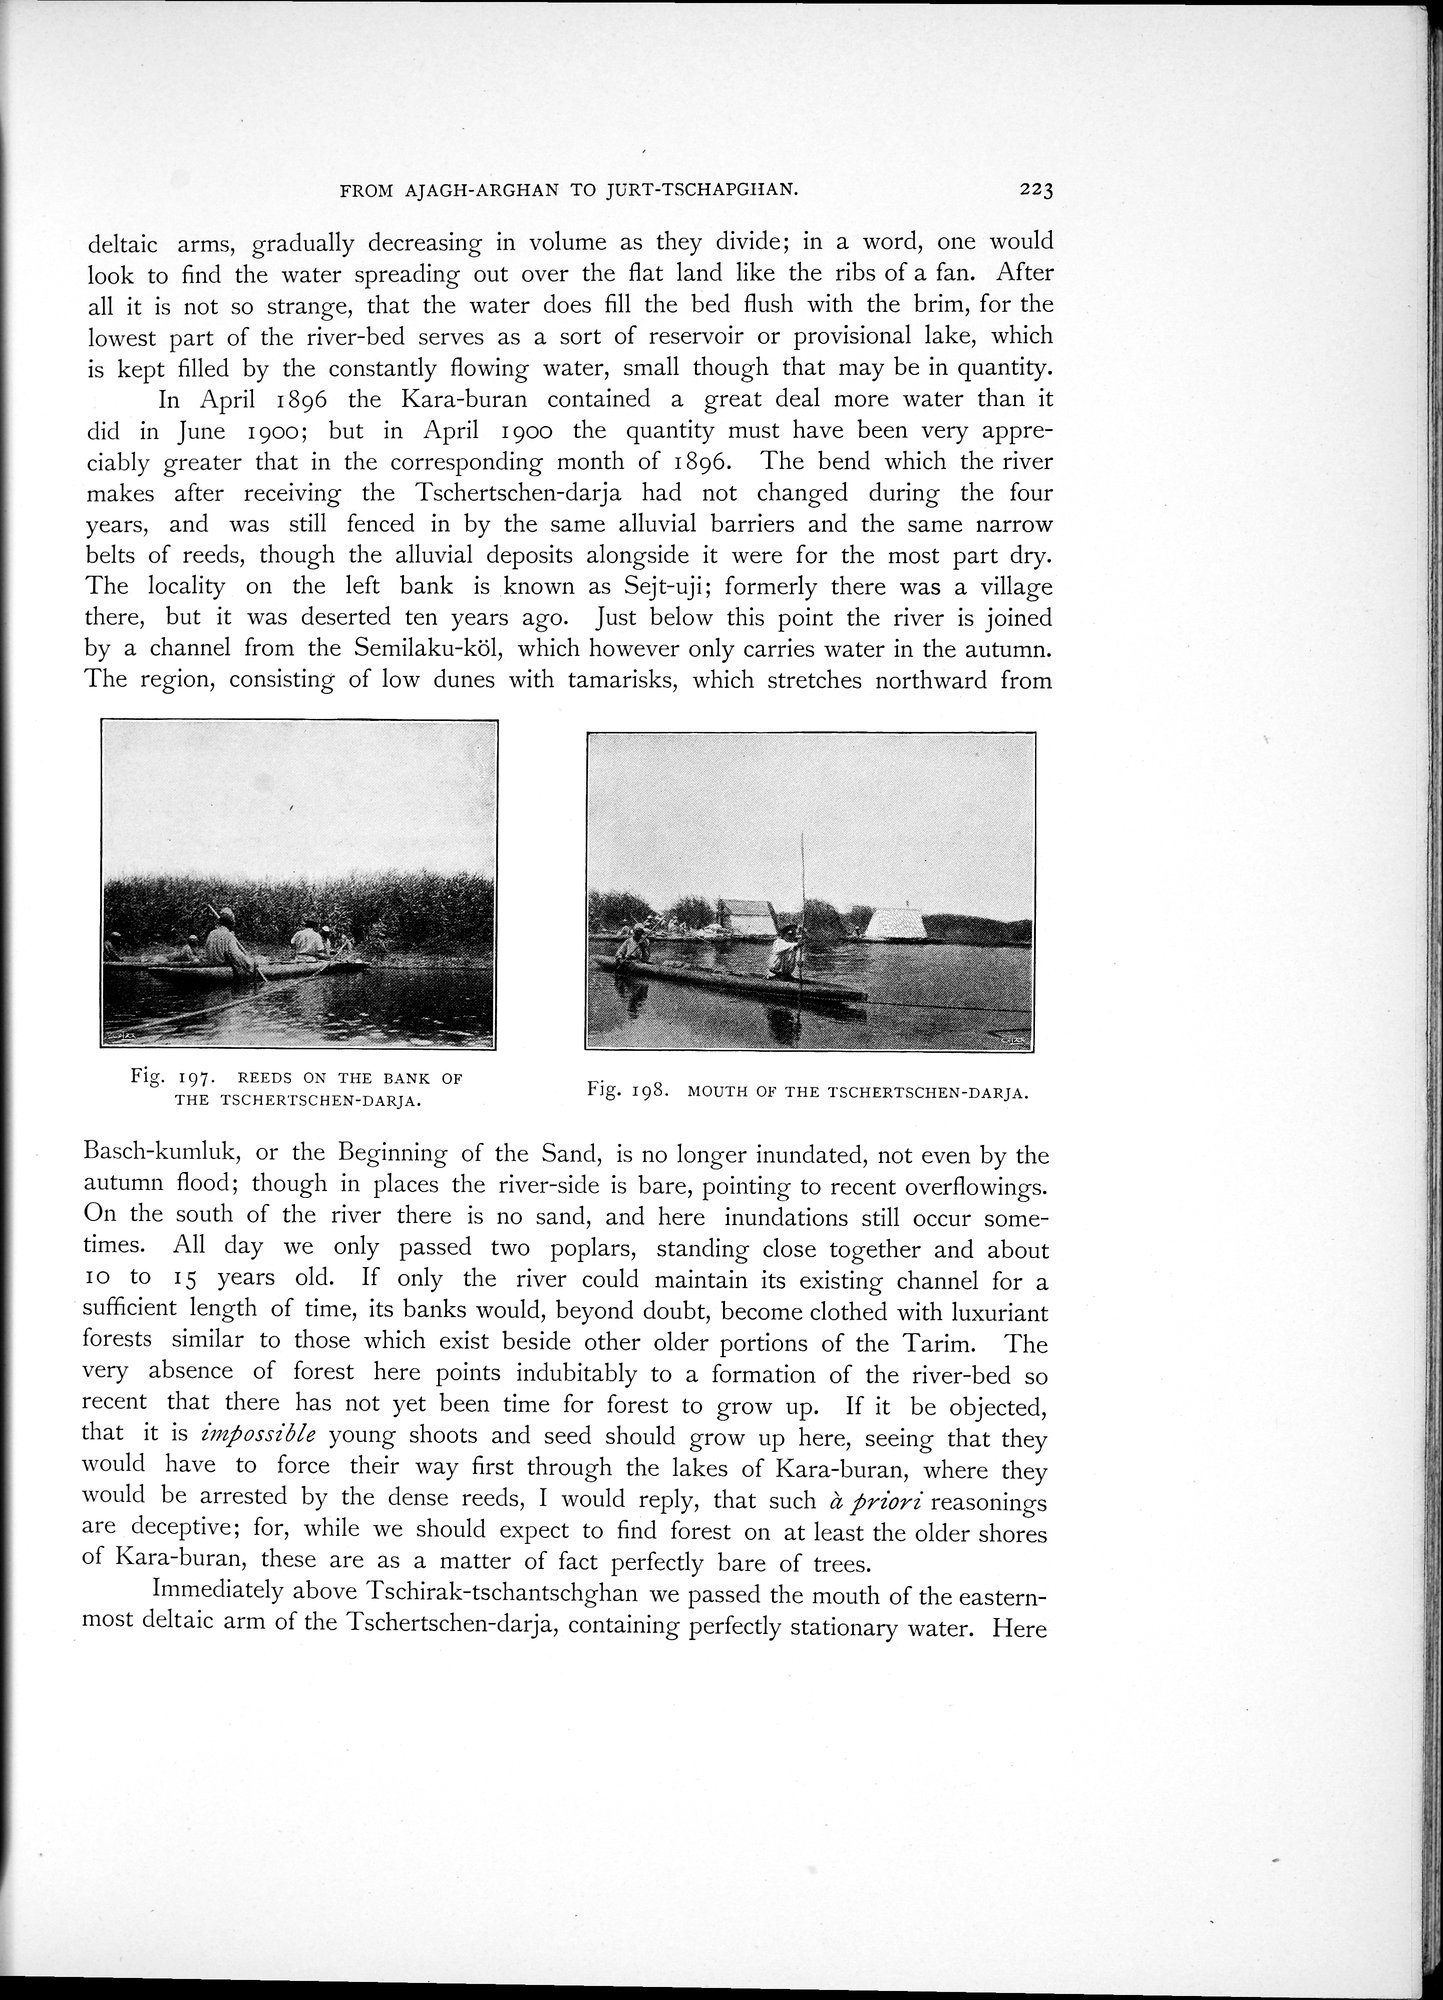 FROM AJAGH-ARGHAN TO JURT-TSCHAPGHAN. 223
deltaic arms, gradually decreasing in volume as they divide; in a word, one would
look to find the water spreading out over the flat land like the ribs of a fan. After
all it is not so strange, that the water does fill the bed flush with the brim, for the
lowest part of the river-bed serves as a sort of reservoir or provisional lake, which
is kept filled by the constantly flowing water, small though that may be in quantity.
In April 1896 the Kara-buran contained a great deal more water than it
did in June 1900; but in April 1900 the quantity must have been very appre-
ciably greater that in the corresponding month of 1896. The bend which the river
makes after receiving the Tschertschen-darja had not changed during the four
years, and was still fenced in by the same alluvial barriers and the same narrow
belts of reeds, though the alluvial deposits alongside it were for the most part dry.
The locality on the left bank is known as Sejt-uji; formerly there was a village
there, but it was deserted ten years ago. Just below this point the river is joined
by a channel from the Semilaku-köl, which however only carries water in the autumn.
The region, consisting of low dunes with tamarisks, which stretches northward from
Fig. 197. REEDS ON THE BANK OF
THE TSCHERTSCHEN-DARJA.
Fig. 198. MOUTH OF THE TSCHERTSCHEN-DARJA.
Basch-kumluk, or the Beginning of the Sand, is no longer inundated, not even by the
autumn flood; though in places the river-side is bare, pointing to recent overflowings.
On the south of the river there is no sand, and here inundations still occur some-
times. All day we only passed two poplars, standing close together and about
10 to 15 years old. If only the river could maintain its existing channel for a
sufficient length of time, its banks would, beyond doubt, become clothed with luxuriant
forests similar to those which exist beside other older portions of the Tarim. The
very absence of forest here points indubitably to a formation of the river-bed so
recent that there has not yet been time for forest to grow up. If it be objected,
that it is impossible young shoots and seed should grow up here, seeing that they
would have to force their way first through the lakes of Kara-buran, where they
would be arrested by the dense reeds, I would reply, that such à priori reasonings
are deceptive; for, while we should expect to find forest on at least the older shores
of Kara-buran, these are as a matter of fact perfectly bare of trees.
Immediately above Tschirak-tschantschghan we passed the mouth of the eastern-
most deltaic arm of the Tschertschen-darja, containing perfectly stationary water. Here